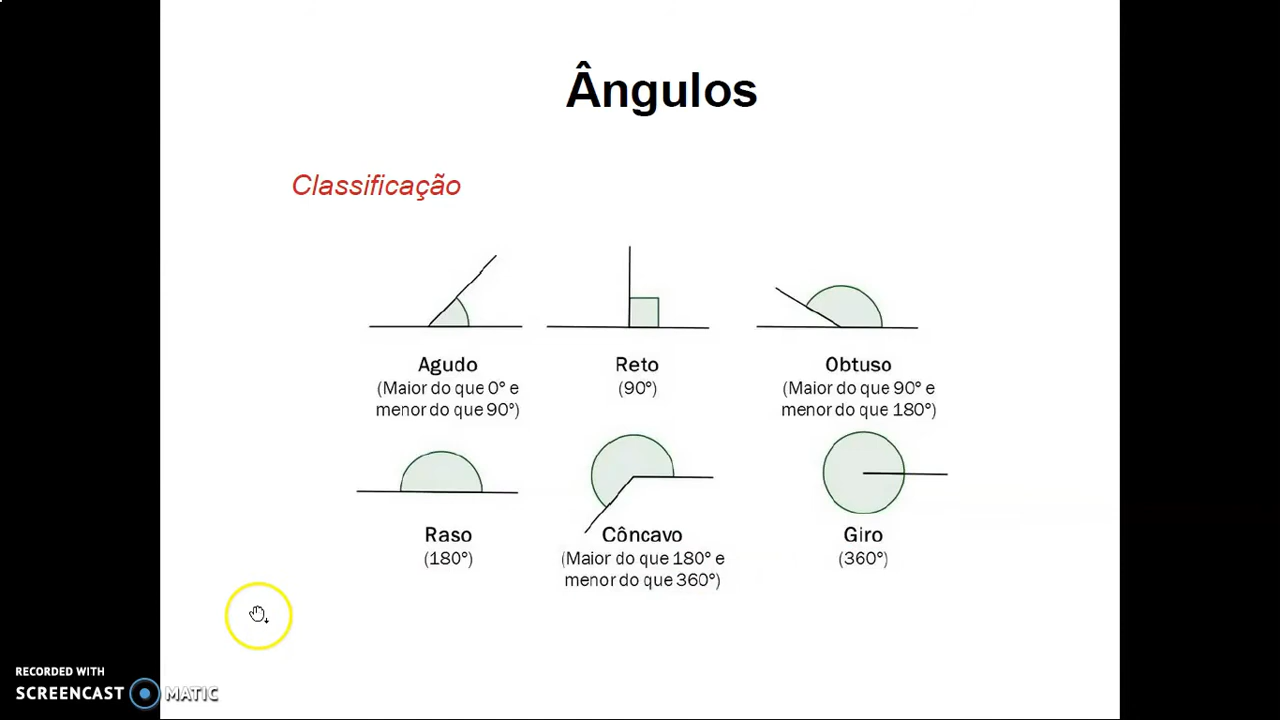 Ângulos
Classificação
Agudo
(Maior do que 0° e
menor do que 90°)
Reto
(90°)
Obtuso
(Maior do que 90° e
menor do que 180°)
Raso
(180°)
Côncavo
(Maior do que 180° e
menor do que 360°)
Giro
(360°)
RECORDED WITH
SCREENCAST MATIC